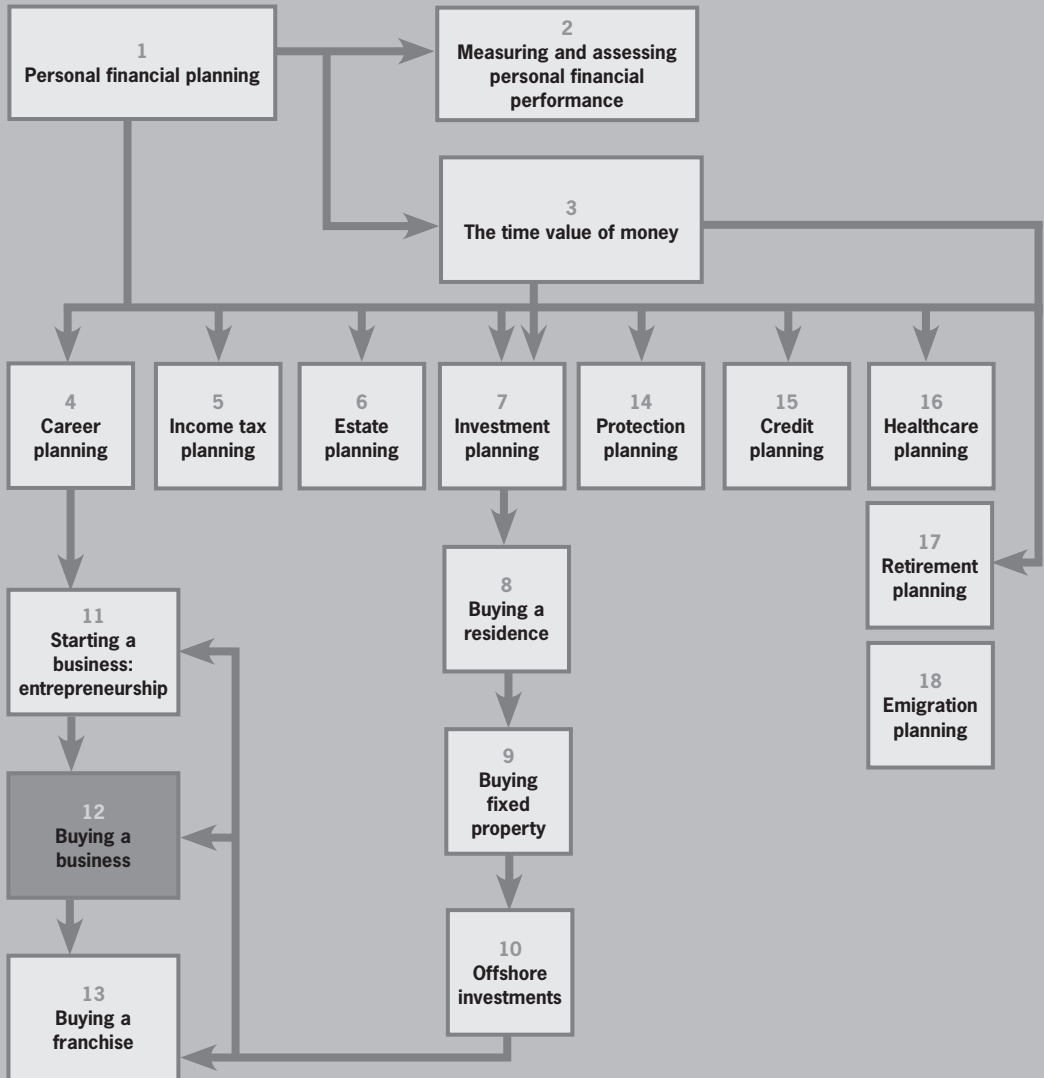 1
Personal financial planning
2
Measuring and assessing
personal financial
performance
3
The time value of money
4
Career
planning
5
Income tax
planning
6
Estate
planning
7
Investment
planning
14
Protection
planning
15
Credit
planning
16
Healthcare
planning
17
Retirement
planning
8
Buying a
residence
11
Starting a
business:
entrepreneurship
18
Emigration
planning
9
Buying
fixed
property
12
Buying a
business
10
Offshore
investments
13
Buying a
franchise